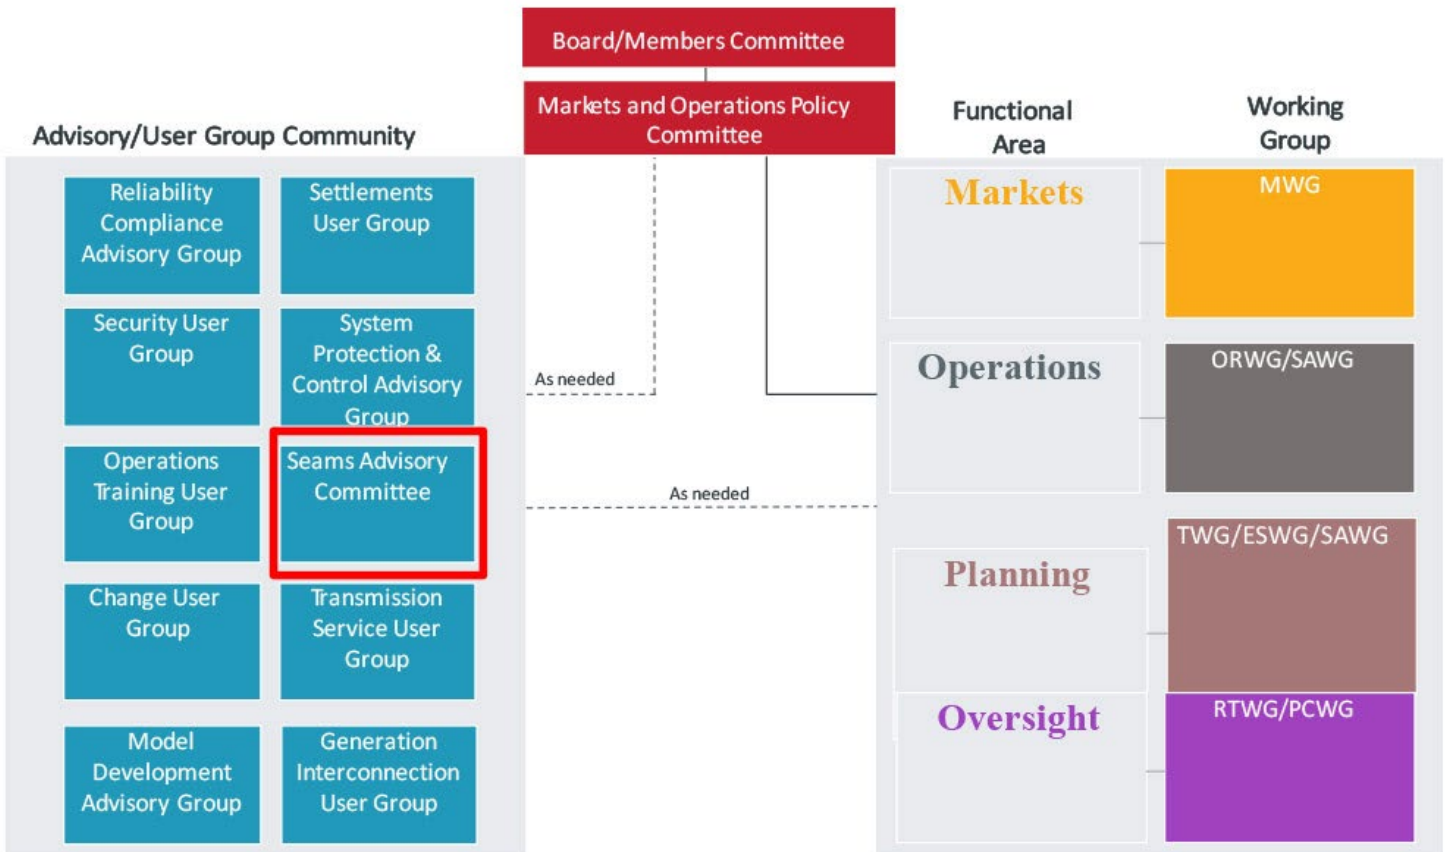 Board/Members Committee
Markets and Operations Policy
Committee
Advisory/User Group Community
Reliability
Compliance
Advisory Group
Settlements
User Group
Security User
Group
System
Protection &
Control Advisory
Group
Operations
Training User
Group
Seams Advisory
Committee
Change User
Group
Transmission
Service User
Group
Model
Development
Advisory Group
Generation
Interconnection
User Group
As needed
As needed
Functional
Area
Working
Group
Markets
MWG
Operations
ORWG/SAWG
Planning
TWG/ESWG/SAWG
Oversight
RTWG/PCWG